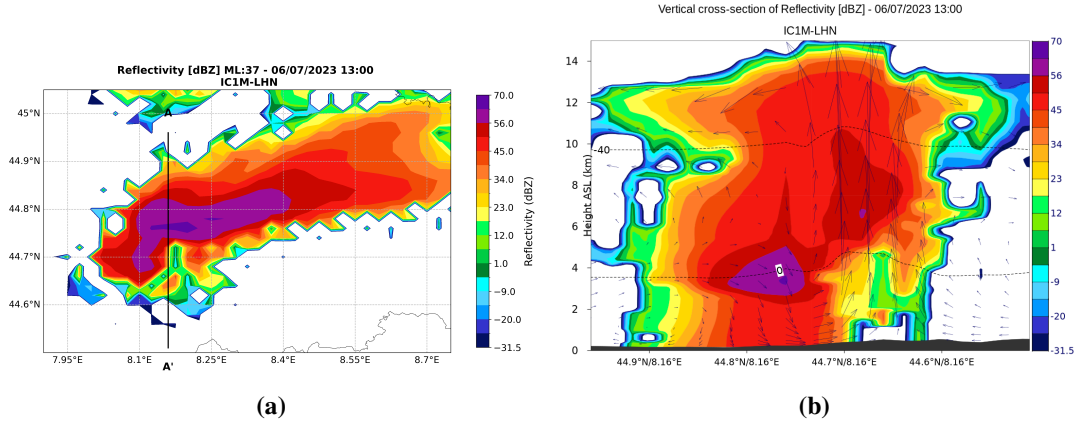 Vertical cross-section of Reflectivity [dBZ] - 06/07/2023 13:00
IC1M-LHN
Reflectivity [dBZ] ML:37 - 06/07/2023 13:00
IC1M-LHN
A
A'
45°N
44.9°N
44.8°N
44.7°N
44.6°N
7.95°E
8.1°E
8.25°E
8.4°E
8.55°E
8.7°E
70.0
56.0
45.0
34.0
23.0
12.0
1.0
−9.0
−20.0
−31.5
Reflectivity (dBZ)
Height ASL (km)
14
12
10
8
6
4
2
0
-40
0
44.9°N/8.16°E
44.8°N/8.16°E
44.7°N/8.16°E
44.6°N/8.16°E
70
56
45
34
23
12
1
-9
-20
-31.5
(a)
(b)